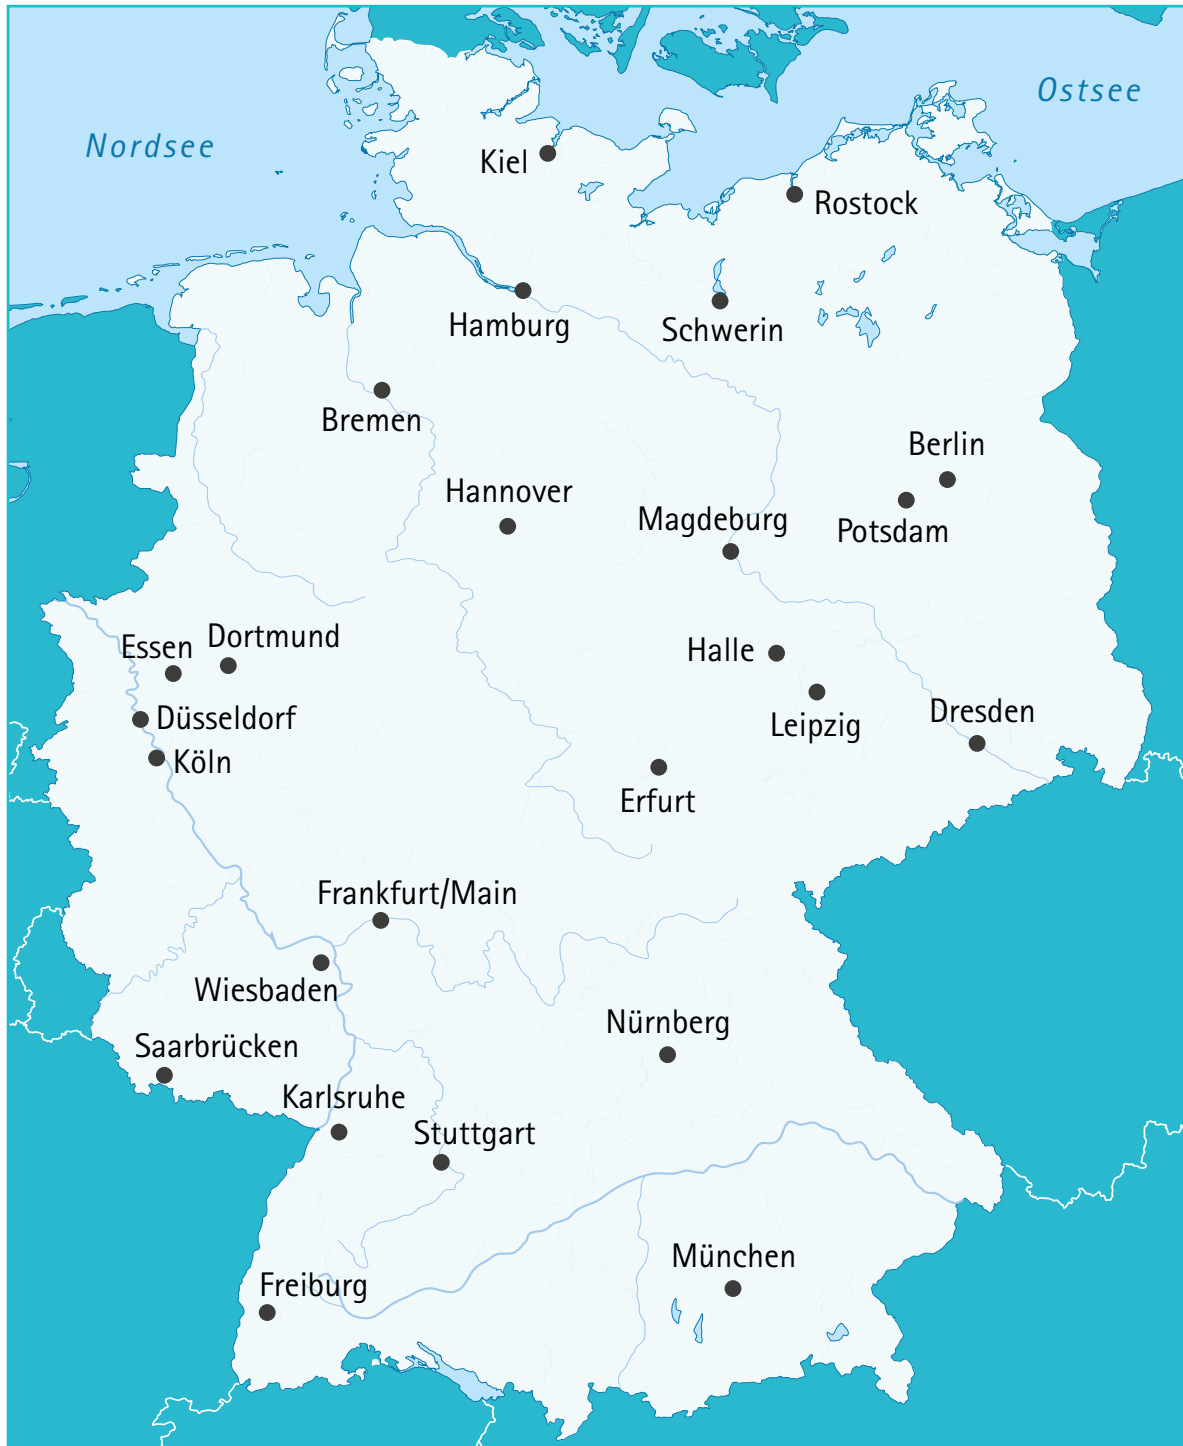 Ostsee
Nordsee
Kiel
Rostock
Hamburg
Schwerin
Bremen
Berlin
Hannover
Magdeburg
Potsdam
Essen
Dortmund
Halle
Düsseldorf
Leipzig
Dresden
Köln
Erfurt
Frankfurt/Main
Wiesbaden
Nürnberg
Saarbrücken
Karlsruhe
Stuttgart
München
Freiburg